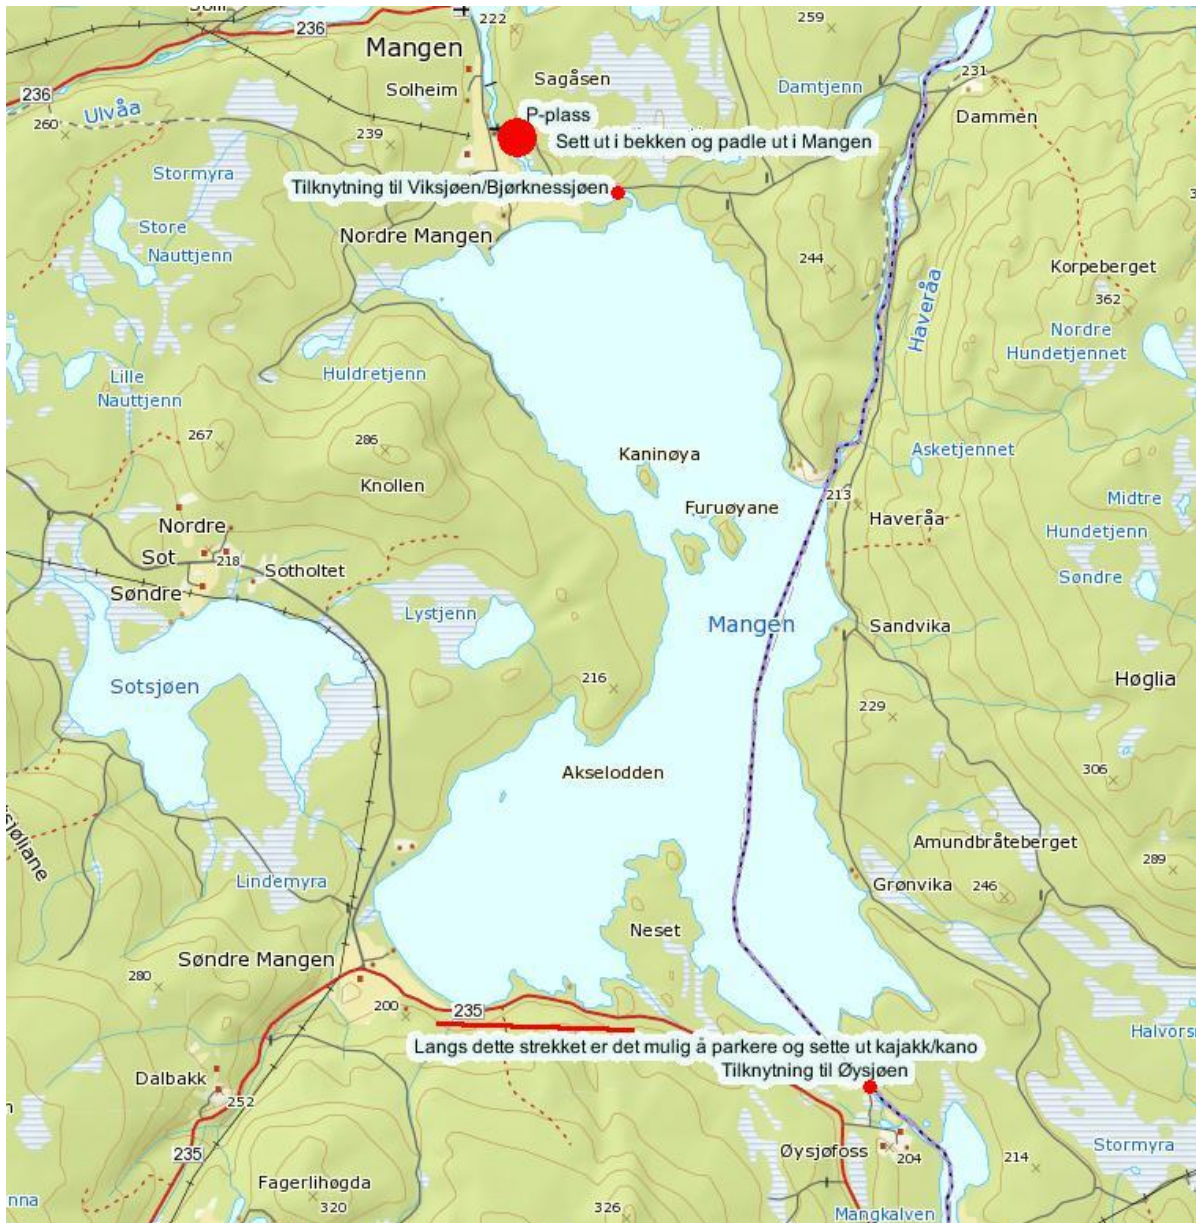 236
222
259
Mangen
236
Solheim
Sagåsen
231
Damtjenn
Ulvåa
P-plass
Dammen
260
239
Sett ut i bekken og padle ut i Mangen
Stormyra
Tilknytning til Viksjøen/Bjørknessjøen
Store
Nauttjenn
Nordre Mangen
244
Korpeberget
362
Haveråa
Nordre
Hundetjennet
Lille
Nauttjenn
Huldretjenn
267
286
Kaninøya
Asketjennet
Knollen
213
Midtre
Furuøyane
Haveråa
Nordre
Hundetjenn
Sot
218
Sotholtet
Søndre
Søndre
Lystjenn
Mangen
Sandvika
Sotsjøen
216
Høglia
229
Akselodden
306
Amundbråteberget
289
Lindemyra
Grønvika
246
Neset
Søndre Mangen
280
200
235
Halvors
Langs dette strekket er det mulig å parkere og sette ut kajakk/kano
Dalbakk
Tilknytning til Øysjøen
252
235
Øysjøfoss
204
214
Stormyra
Fagerlihøgda
320
326
Mangkalven